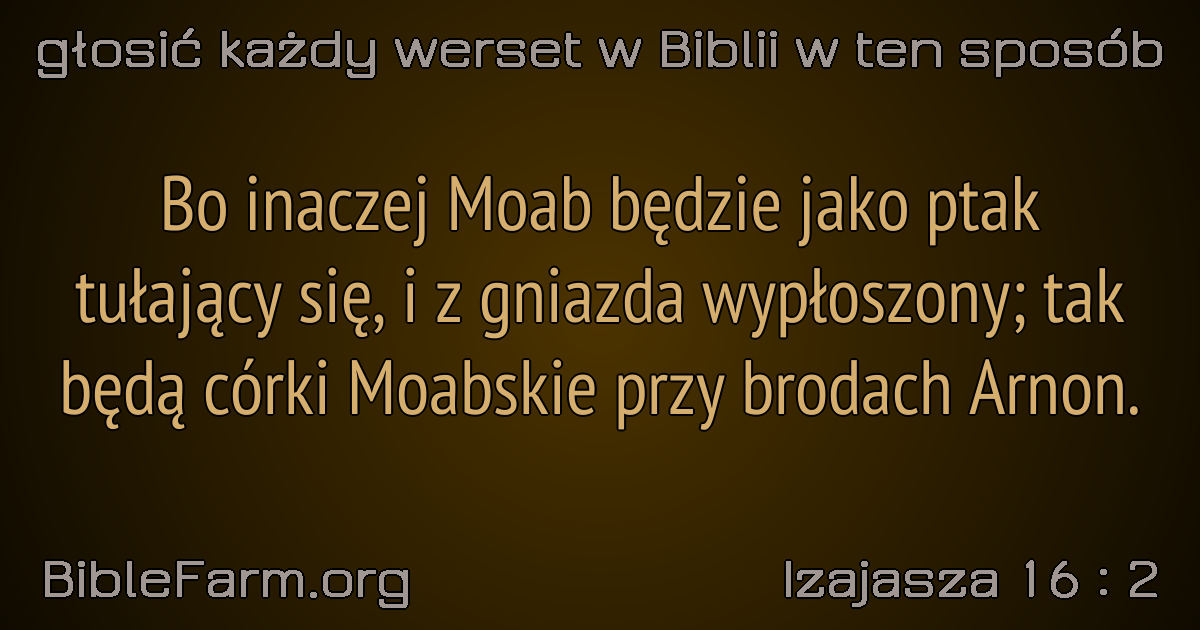 głosić każdy werset w Biblii w ten sposób
Bo inaczej Moab będzie jako ptak
tułający się, i z gniazda wypłoszony; tak
będą córki Moabskie przy brodach Arnon.
BibleFarm.org
Izajasza 16 : 2